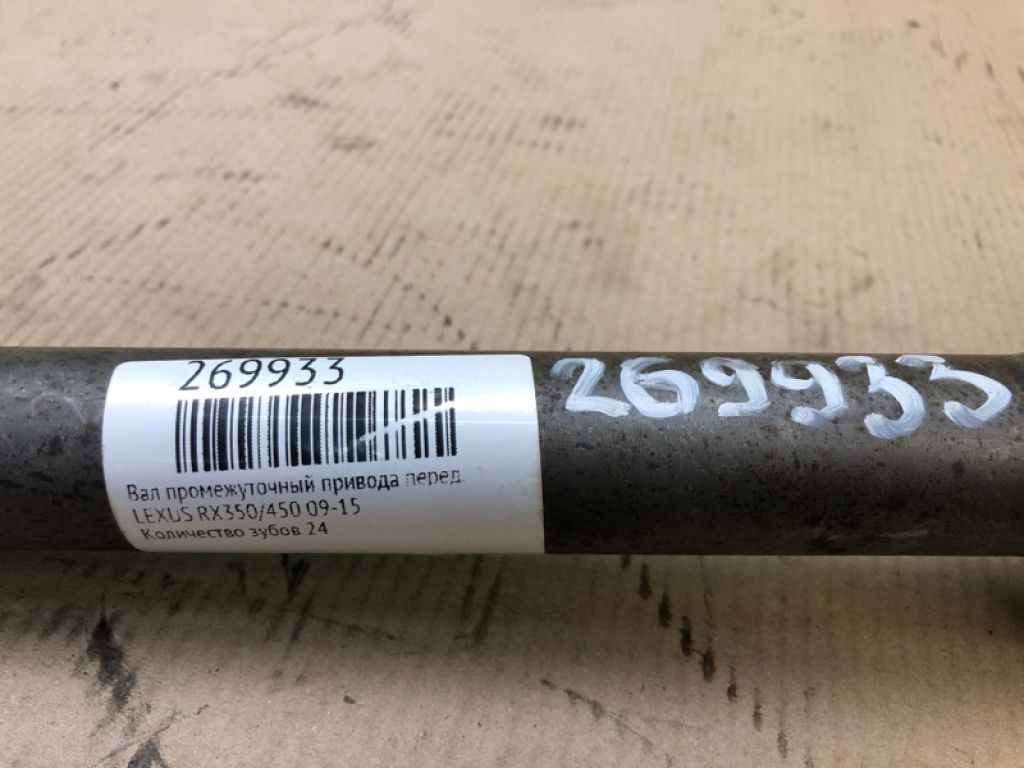 269933
Вал промежуточный привода перед.
LEXUS RX350/450 09-15
Количество зубов 24
269933